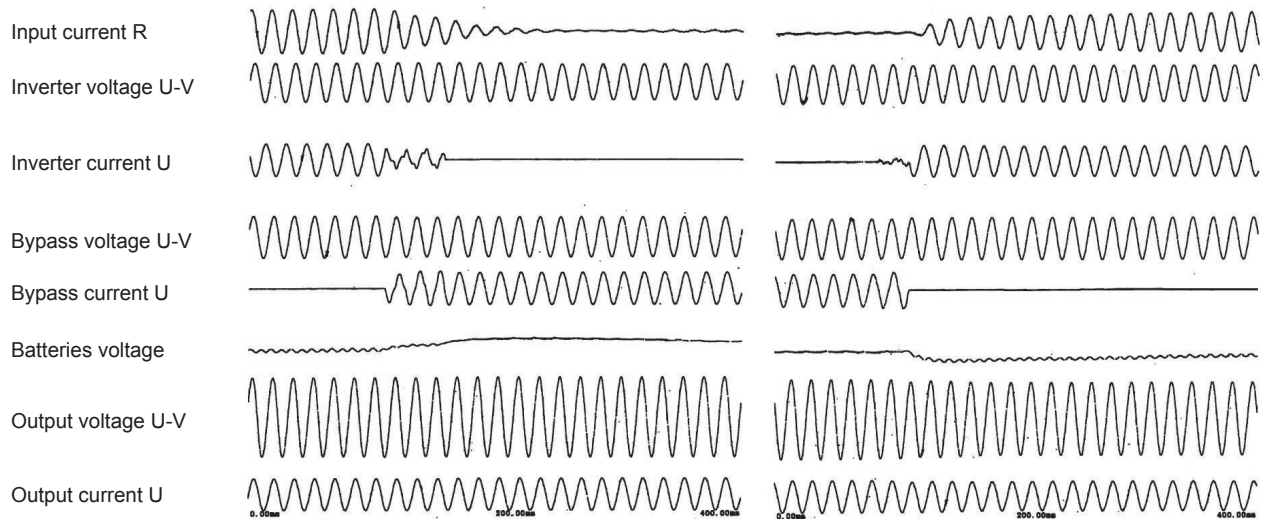 Input current R
Inverter voltage U-V
Inverter current U
Bypass voltage U-V
Bypass current U
Batteries voltage
Output voltage U-V
Output current U
0.00ms 200.00ms 400.00ms 0.00ms 200.00ms 400.00ms